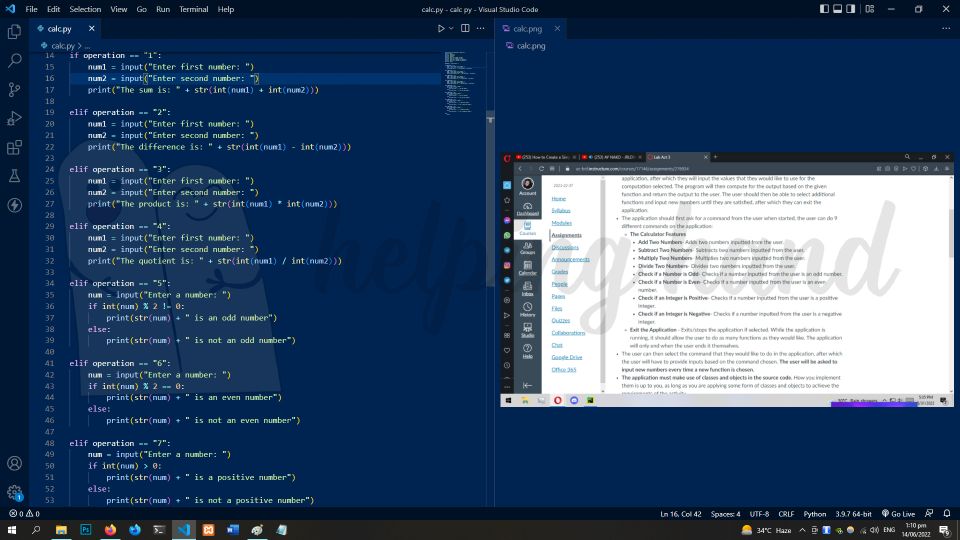 File Edit Selection View Go Run Terminal Help
calc.py - calc py - Visual Studio Code
calc.py
calc.py > ...
14 if operation == "1":
15 num1 = input("Enter first number: ")
16 num2 = input("Enter second number: ")
17 print("The sum is: " + str(int(num1) + int(num2)))
18
19 elif operation == "2":
20 num1 = input("Enter first number: ")
21 num2 = input("Enter second number: ")
22 print("The difference is: " + str(int(num1) - int(num2)))
23
24 elif operation == "3":
25 num1 = input("Enter first number: ")
26 num2 = input("Enter second number: ")
27 print("The product is: " + str(int(num1) * int(num2)))
28
29 elif operation == "4":
30 num1 = input("Enter first number: ")
31 num2 = input("Enter second number: ")
32 print("The quotient is: " + str(int(num1) / int(num2)))
33
34 elif operation == "5":
35 num = input("Enter a number: ")
36 if int(num) % 2 != 0:
37 print(str(num) + " is an odd number")
38 else:
39 print(str(num) + " is not an odd number")
40
41 elif operation == "6":
42 num = input("Enter a number: ")
43 if int(num) % 2 == 0:
44 print(str(num) + " is an even number")
45 else:
46 print(str(num) + " is not an even number")
47
48 elif operation == "7":
49 num = input("Enter a number: ")
50 if int(num) > 0:
51 print(str(num) + " is a positive number")
52 else:
53 print(str(num) + " is not a positive number")
calc.png
calc.png
Lab Act 3
Account
Dashboard
Courses
Groups
Calendar
Inbox
History
Studio
Help
Home
Syllabus
Modules
Assignments
Discussions
Announcements
Grades
People
Pages
Files
Quizzes
Collaborations
Chat
Google Drive
Office 365
application, after which they will input the values that they would like to use for the
computation selected. The program will then compute for the output based on the given
function and return the output to the user. The user should then be able to select additional
functions and input new numbers until they are satisfied, after which they can exit the
application.
The application should first ask for a command from the user when started, the user can do 9
different commands on the application:
The Calculator Features
Add Two Numbers- Adds two numbers inputted from the user.
Subtract Two Numbers- Subtracts two numbers inputted from the user.
Multiply Two Numbers- Multiplies two numbers inputted from the user.
Divide Two Numbers- Divides two numbers inputted from the user.
Check if a Number is Odd- Checks if a number inputted from the user is an odd number.
Check if a Number is Even- Checks if a number inputted from the user is an even
number.
Check if an Integer is Positive- Checks if a number inputted from the user is a positive
integer.
Check if an Integer is Negative- Checks if a number inputted from the user is a negative
integer.
Exit the Application - Exits/stops the application if selected. While the application is
running, it should allow the user to do as many functions as they would like. The application
will only end when the user ends it themselves.
The user can then select the command that they would like to do in the application, after which
the user will have to provide inputs based on the command chosen. The user will be asked to
input new numbers every time a new function is chosen.
The application must make use of classes and objects in the source code. How you implement
them is up to you, as long as you are applying some form of classes and objects to achieve the
requirements of the activity.
0 0
Ln 16, Col 42 Spaces: 4 UTF-8 CRLF Python 3.9.7 64-bit Go Live
34°C Haze
ENG
1:10 pm
14/06/2022